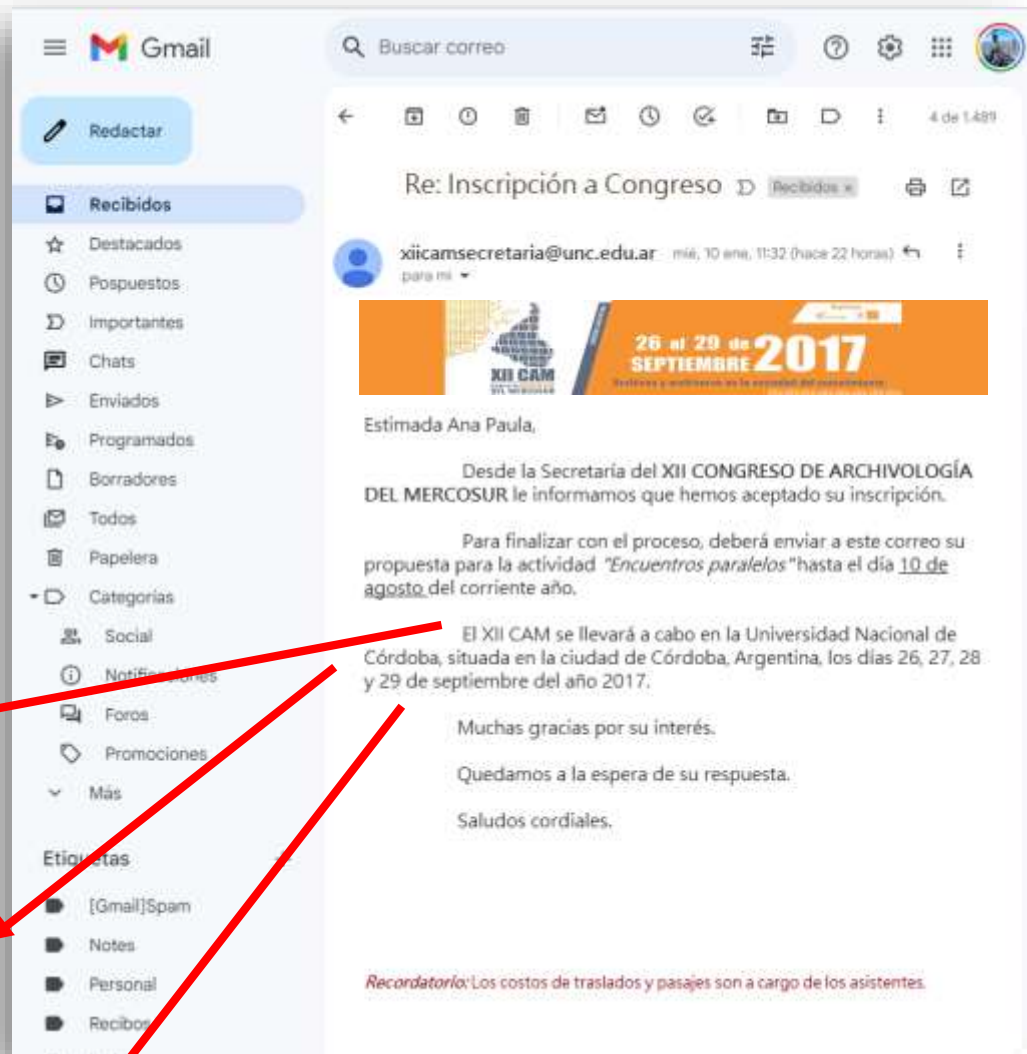 Gmail
Buscar correo
Redactar
4 de 1.489
Re: Inscripción a Congreso
Recibidos x
Recibidos
Destacados
Pospuestos
Importantes
Chats
Enviados
Programados
Borradores
Todos
Papelera
Categorías
Social
Foros
Promociones
Más
Etiquetas
[Gmail]Spam
Notes
Personal
Recibos
xiicamsecretaria@unc.edu.ar mié, 10 ene, 11:32 (hace 22 horas)
para mí
XII CAM
26 al 29 de
SEPTIEMBRE 2017
Estimada Ana Paula,
Desde la Secretaría del XII CONGRESO DE ARCHIVOLOGÍA
DEL MERCOSUR le informamos que hemos aceptado su inscripción.
Para finalizar con el proceso, deberá enviar a este correo su
propuesta para la actividad "Encuentros paralelos" hasta el día 10 de
agosto del corriente año.
El XII CAM se llevará a cabo en la Universidad Nacional de
Córdoba, situada en la ciudad de Córdoba, Argentina, los días 26, 27, 28
y 29 de septiembre del año 2017.
Muchas gracias por su interés.
Quedamos a la espera de su respuesta.
Saludos cordiales.
Recordatorio: Los costos de traslados y pasajes son a cargo de los asistentes.